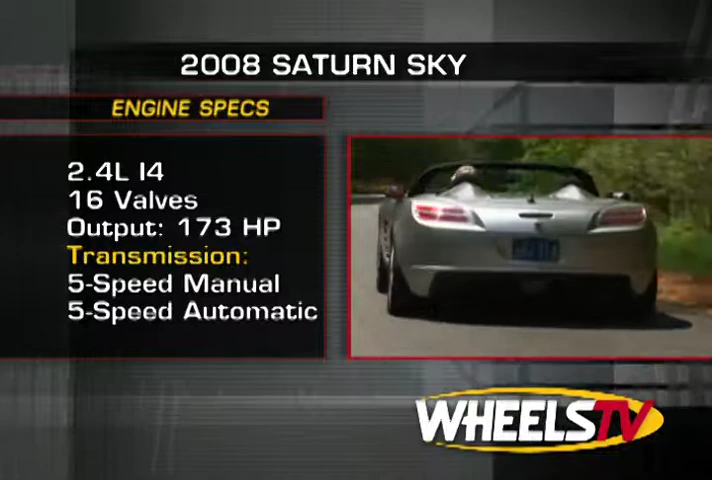 2008 SATURN SKY
ENGINE SPECS
2.4L I4
16 Valves
Output: 173 HP
Transmission:
5-Speed Manual
5-Speed Automatic
WHEELSTV